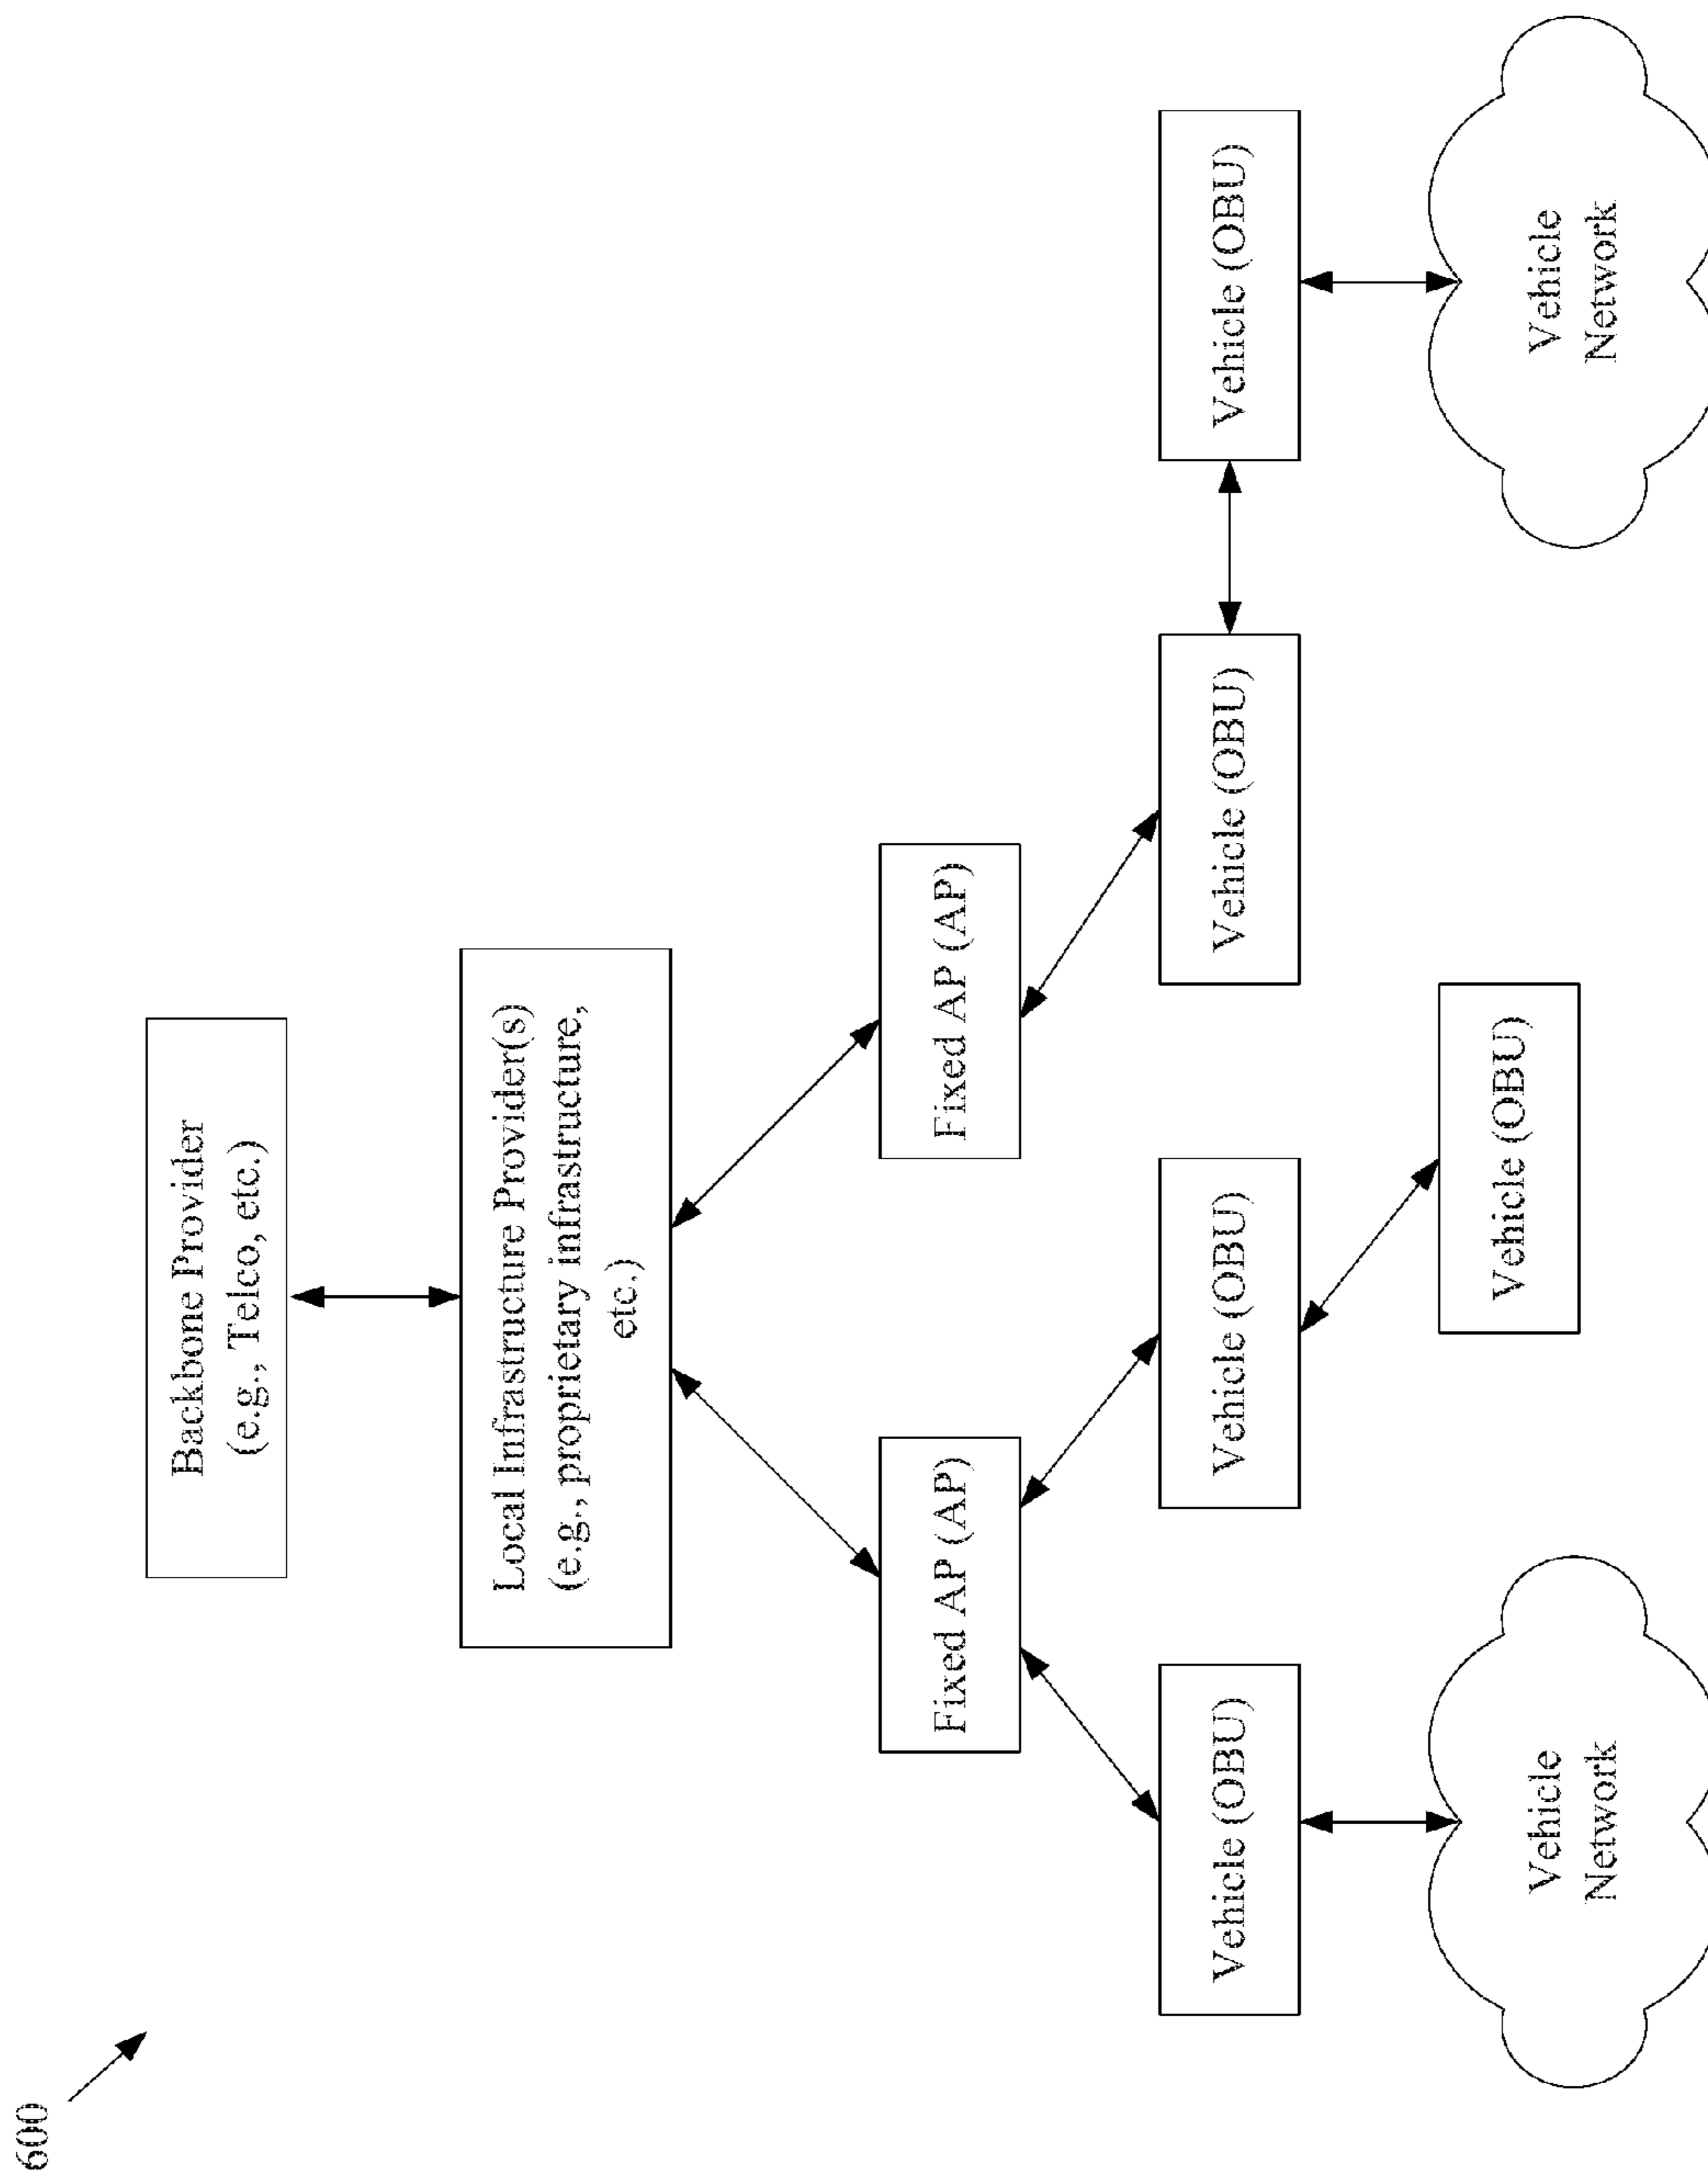 600
Backbone Provider
(e.g., Telco, etc.)
Local Infrastructure Provider(s)
(e.g., proprietary infrastructure,
etc.)
Fixed AP (AP)
Fixed AP (AP)
Vehicle (OBU)
Vehicle (OBU)
Vehicle (OBU)
Vehicle (OBU)
Vehicle (OBU)
Vehicle
Network
Vehicle
Network